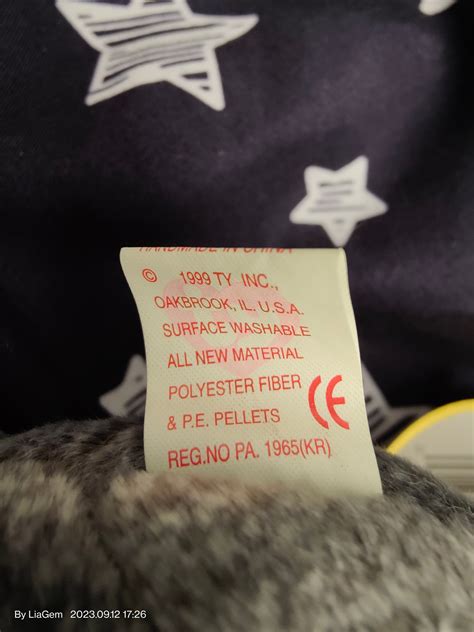 HANDMADE IN CHINA
© 1999 TY INC.,
OAKBROOK, IL. U.S.A.
SURFACE WASHABLE
ALL NEW MATERIAL
POLYESTER FIBER
& P.E. PELLETS
CE
REG.NO PA. 1965(KR)
By LiaGem 2023.09.12 17:26